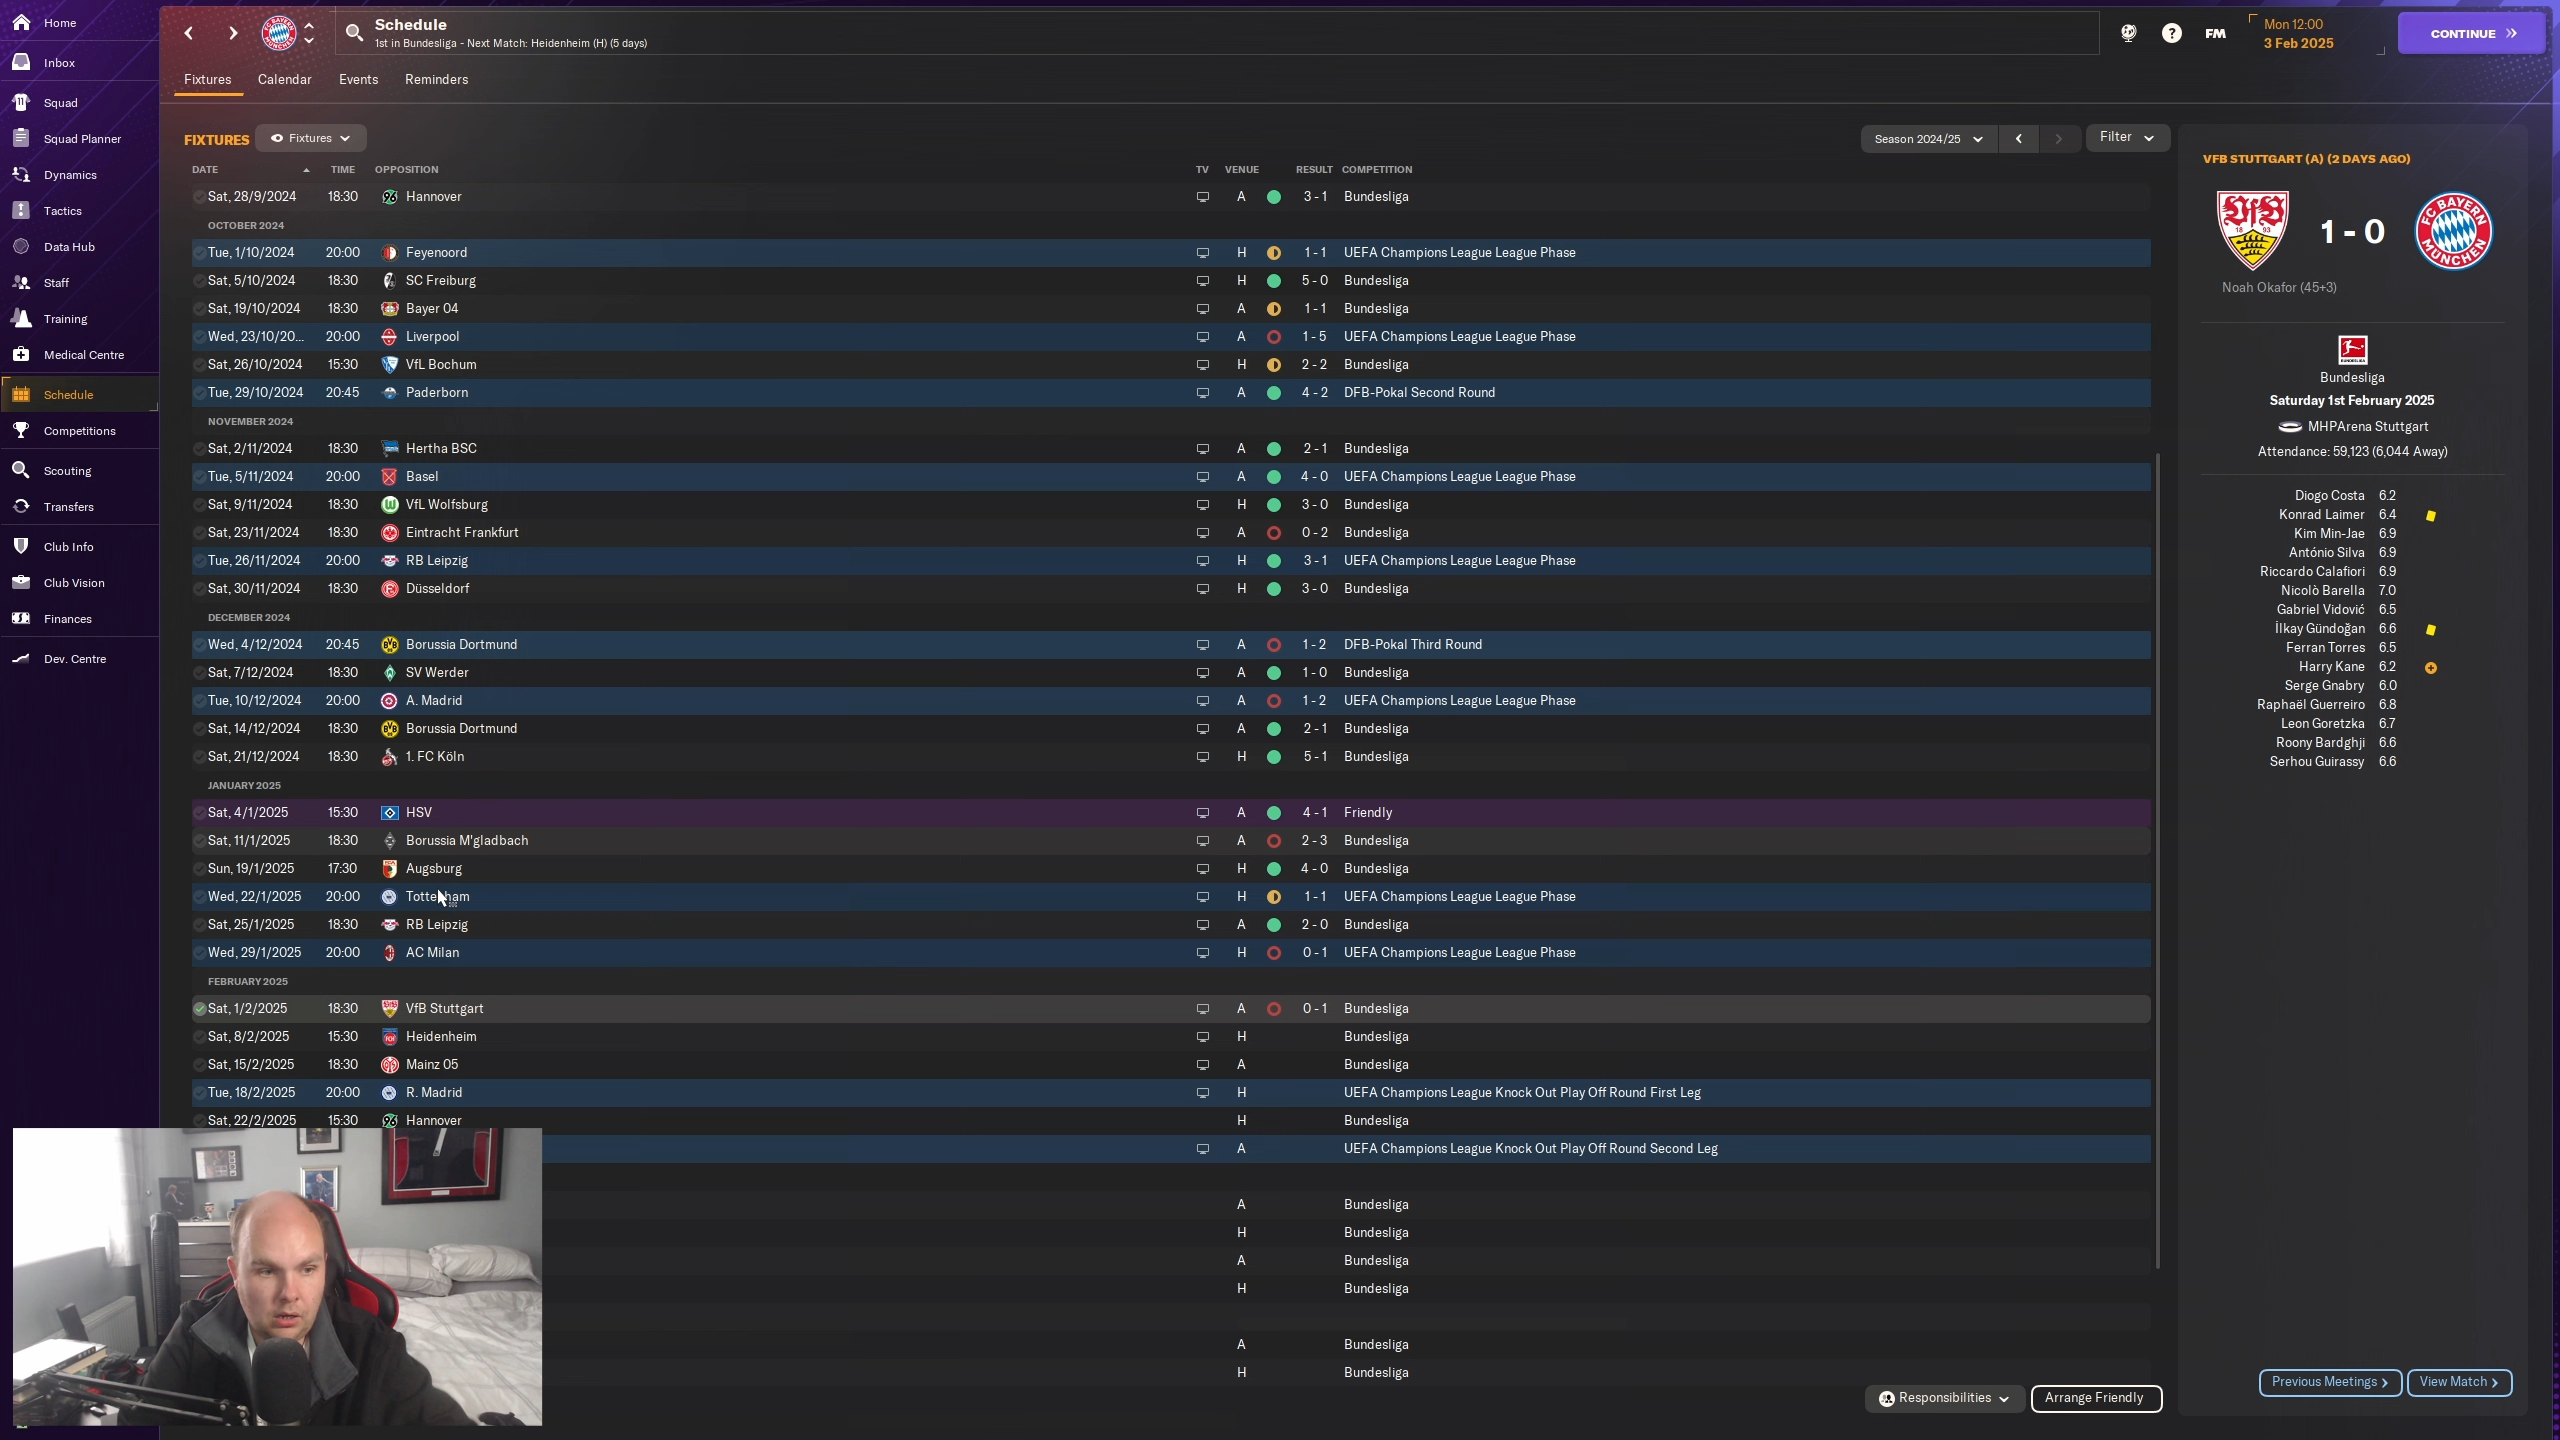 Home
Inbox
Squad
Squad Planner
Dynamics
Tactics
Data Hub
Staff
Training
Medical Centre
Schedule
Competitions
Scouting
Transfers
Club Info
Club Vision
Finances
Dev. Centre
Schedule
1st in Bundesliga - Next Match: Heidenheim (H) (5 days)
FM
Mon 12:00
3 Feb 2025
CONTINUE
Fixtures Calendar Events Reminders
FIXTURES Fixtures Season 2024/25 Filter
DATE TIME OPPOSITION TV VENUE RESULT COMPETITION
Sat, 28/9/2024 18:30 Hannover A 3 - 1 Bundesliga
OCTOBER 2024
Tue, 1/10/2024 20:00 Feyenoord H 1 - 1 UEFA Champions League League Phase
Sat, 5/10/2024 18:30 SC Freiburg H 5 - 0 Bundesliga
Sat, 19/10/2024 18:30 Bayer 04 A 1 - 1 Bundesliga
Wed, 23/10/20... 20:00 Liverpool A 1 - 5 UEFA Champions League League Phase
Sat, 26/10/2024 15:30 VfL Bochum H 2 - 2 Bundesliga
Tue, 29/10/2024 20:45 Paderborn A 4 - 2 DFB-Pokal Second Round
NOVEMBER 2024
Sat, 2/11/2024 18:30 Hertha BSC A 2 - 1 Bundesliga
Tue, 5/11/2024 20:00 Basel A 4 - 0 UEFA Champions League League Phase
Sat, 9/11/2024 18:30 VfL Wolfsburg H 3 - 0 Bundesliga
Sat, 23/11/2024 18:30 Eintracht Frankfurt A 0 - 2 Bundesliga
Tue, 26/11/2024 20:00 RB Leipzig H 3 - 1 UEFA Champions League League Phase
Sat, 30/11/2024 18:30 Düsseldorf H 3 - 0 Bundesliga
DECEMBER 2024
Wed, 4/12/2024 20:45 Borussia Dortmund A 1 - 2 DFB-Pokal Third Round
Sat, 7/12/2024 18:30 SV Werder A 1 - 0 Bundesliga
Tue, 10/12/2024 20:00 A. Madrid A 1 - 2 UEFA Champions League League Phase
Sat, 14/12/2024 18:30 Borussia Dortmund A 2 - 1 Bundesliga
Sat, 21/12/2024 18:30 1. FC Köln H 5 - 1 Bundesliga
JANUARY 2025
Sat, 4/1/2025 15:30 HSV A 4 - 1 Friendly
Sat, 11/1/2025 18:30 Borussia M'gladbach A 2 - 3 Bundesliga
Sun, 19/1/2025 17:30 Augsburg H 4 - 0 Bundesliga
Wed, 22/1/2025 20:00 Tottenham H 1 - 1 UEFA Champions League League Phase
Sat, 25/1/2025 18:30 RB Leipzig A 2 - 0 Bundesliga
Wed, 29/1/2025 20:00 AC Milan H 0 - 1 UEFA Champions League League Phase
FEBRUARY 2025
Sat, 1/2/2025 18:30 VfB Stuttgart A 0 - 1 Bundesliga
Sat, 8/2/2025 15:30 Heidenheim H Bundesliga
Sat, 15/2/2025 18:30 Mainz 05 A Bundesliga
Tue, 18/2/2025 20:00 R. Madrid H UEFA Champions League Knock Out Play Off Round First Leg
Sat, 22/2/2025 15:30 Hannover H Bundesliga
A UEFA Champions League Knock Out Play Off Round Second Leg
A Bundesliga
H Bundesliga
A Bundesliga
H Bundesliga
A Bundesliga
H Bundesliga
Responsibilities Arrange Friendly
VFB STUTTGART (A) (2 DAYS AGO)
VfB
18 93
1 - 0
FC BAYERN
MÜNCHEN
Noah Okafor (45+3)
BUNDESLIGA
Bundesliga
Saturday 1st February 2025
MHPArena Stuttgart
Attendance: 59,123 (6,044 Away)
Diogo Costa 6.2
Konrad Laimer 6.4
Kim Min-Jae 6.9
António Silva 6.9
Riccardo Calafiori 6.9
Nicolò Barella 7.0
Gabriel Vidović 6.5
İlkay Gündoğan 6.6
Ferran Torres 6.5
Harry Kane 6.2
Serge Gnabry 6.0
Raphaël Guerreiro 6.8
Leon Goretzka 6.7
Roony Bardghji 6.6
Serhou Guirassy 6.6
Previous Meetings View Match